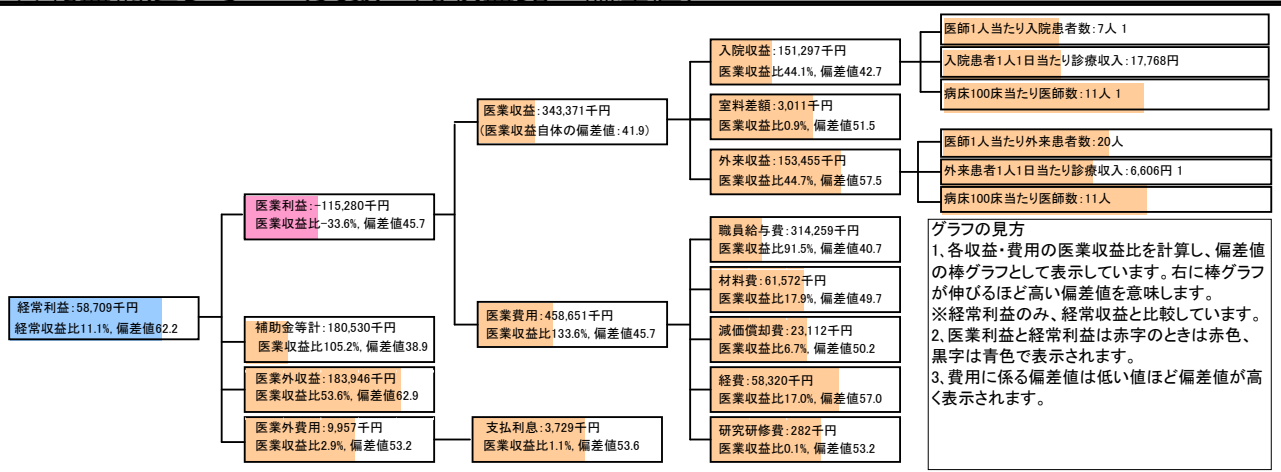 経常利益:58,709千円
経常収益比11.1%, 偏差値62.2
医業利益:-115,280千円
医業収益比-33.6%, 偏差値45.7
補助金等計:180,530千円
医業収益比105.2%, 偏差値38.9
医業外収益:183,946千円
医業収益比53.6%, 偏差値62.9
医業外費用:9,957千円
医業収益比2.9%, 偏差値53.2
医業収益:343,371千円
(医業収益自体の偏差値:41.9)
医業費用:458,651千円
医業収益比133.6%, 偏差値45.7
支払利息:3,729千円
医業収益比1.1%, 偏差値53.6
入院収益:151,297千円
医業収益比44.1%, 偏差値42.7
室料差額:3,011千円
医業収益比0.9%, 偏差値51.5
外来収益:153,455千円
医業収益比44.7%, 偏差値57.5
職員給与費:314,259千円
医業収益比91.5%, 偏差値40.7
材料費:61,572千円
医業収益比17.9%, 偏差値49.7
減価償却費:23,112千円
医業収益比6.7%, 偏差値50.2
経費:58,320千円
医業収益比17.0%, 偏差値57.0
研究研修費:282千円
医業収益比0.1%, 偏差値53.2
医師1人当たり入院患者数:7人 1
入院患者1人1日当たり診療収入:17,768円
病床100床当たり医師数:11人 1
医師1人当たり外来患者数:20人
外来患者1人1日当たり診療収入:6,606円 1
病床100床当たり医師数:11人
グラフの見方
1、各収益・費用の医業収益比を計算し、偏差値
の棒グラフとして表示しています。右に棒グラフ
が伸びるほど高い偏差値を意味します。
※経常利益のみ、経常収益と比較しています。
2、医業利益と経常利益は赤字のときは赤色、
黒字は青色で表示されます。
3、費用に係る偏差値は低い値ほど偏差値が高
く表示されます。